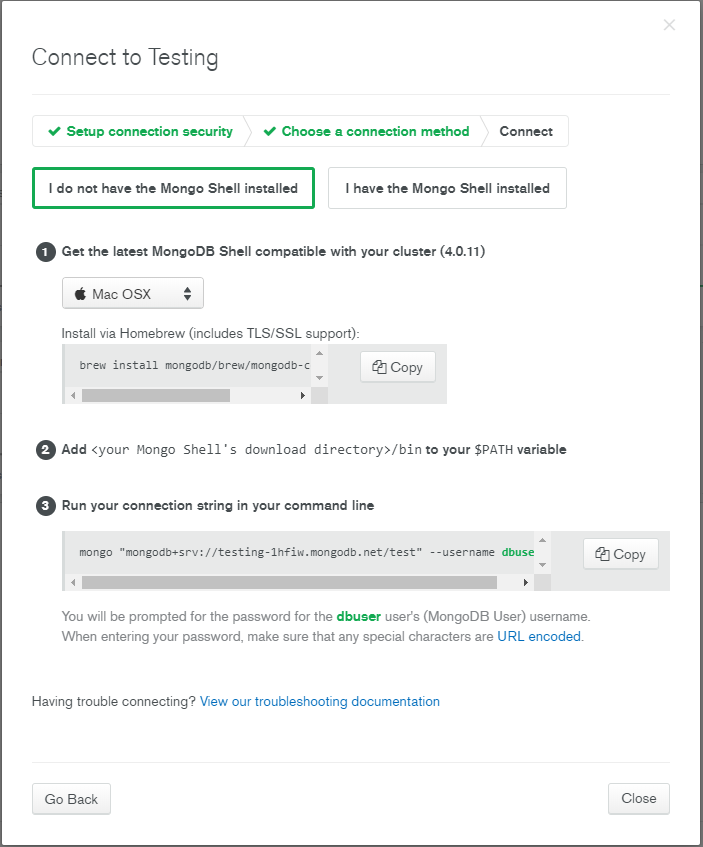 Connect to Testing
Setup connection security
Choose a connection method
Connect
I do not have the Mongo Shell installed
I have the Mongo Shell installed
1 Get the latest MongoDB Shell compatible with your cluster (4.0.11)
Mac OSX
Install via Homebrew (includes TLS/SSL support):
brew install mongodb/brew/mongodb-c
Copy
2 Add <your Mongo Shell's download directory>/bin to your $PATH variable
3 Run your connection string in your command line
mongo "mongodb+srv://testing-1hfiw.mongodb.net/test" --username dbuse
Copy
You will be prompted for the password for the dbuser user's (MongoDB User) username.
When entering your password, make sure that any special characters are URL encoded.
Having trouble connecting? View our troubleshooting documentation
Go Back
Close